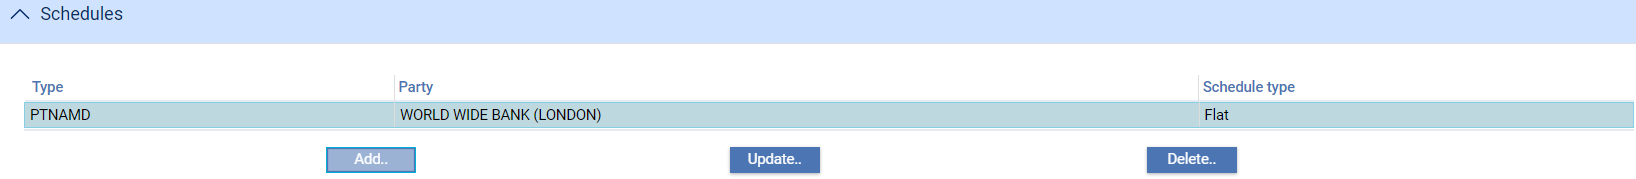 Schedules
Type Party Schedule type
PTNAMD WORLD WIDE BANK (LONDON) Flat
Add.. Update.. Delete..